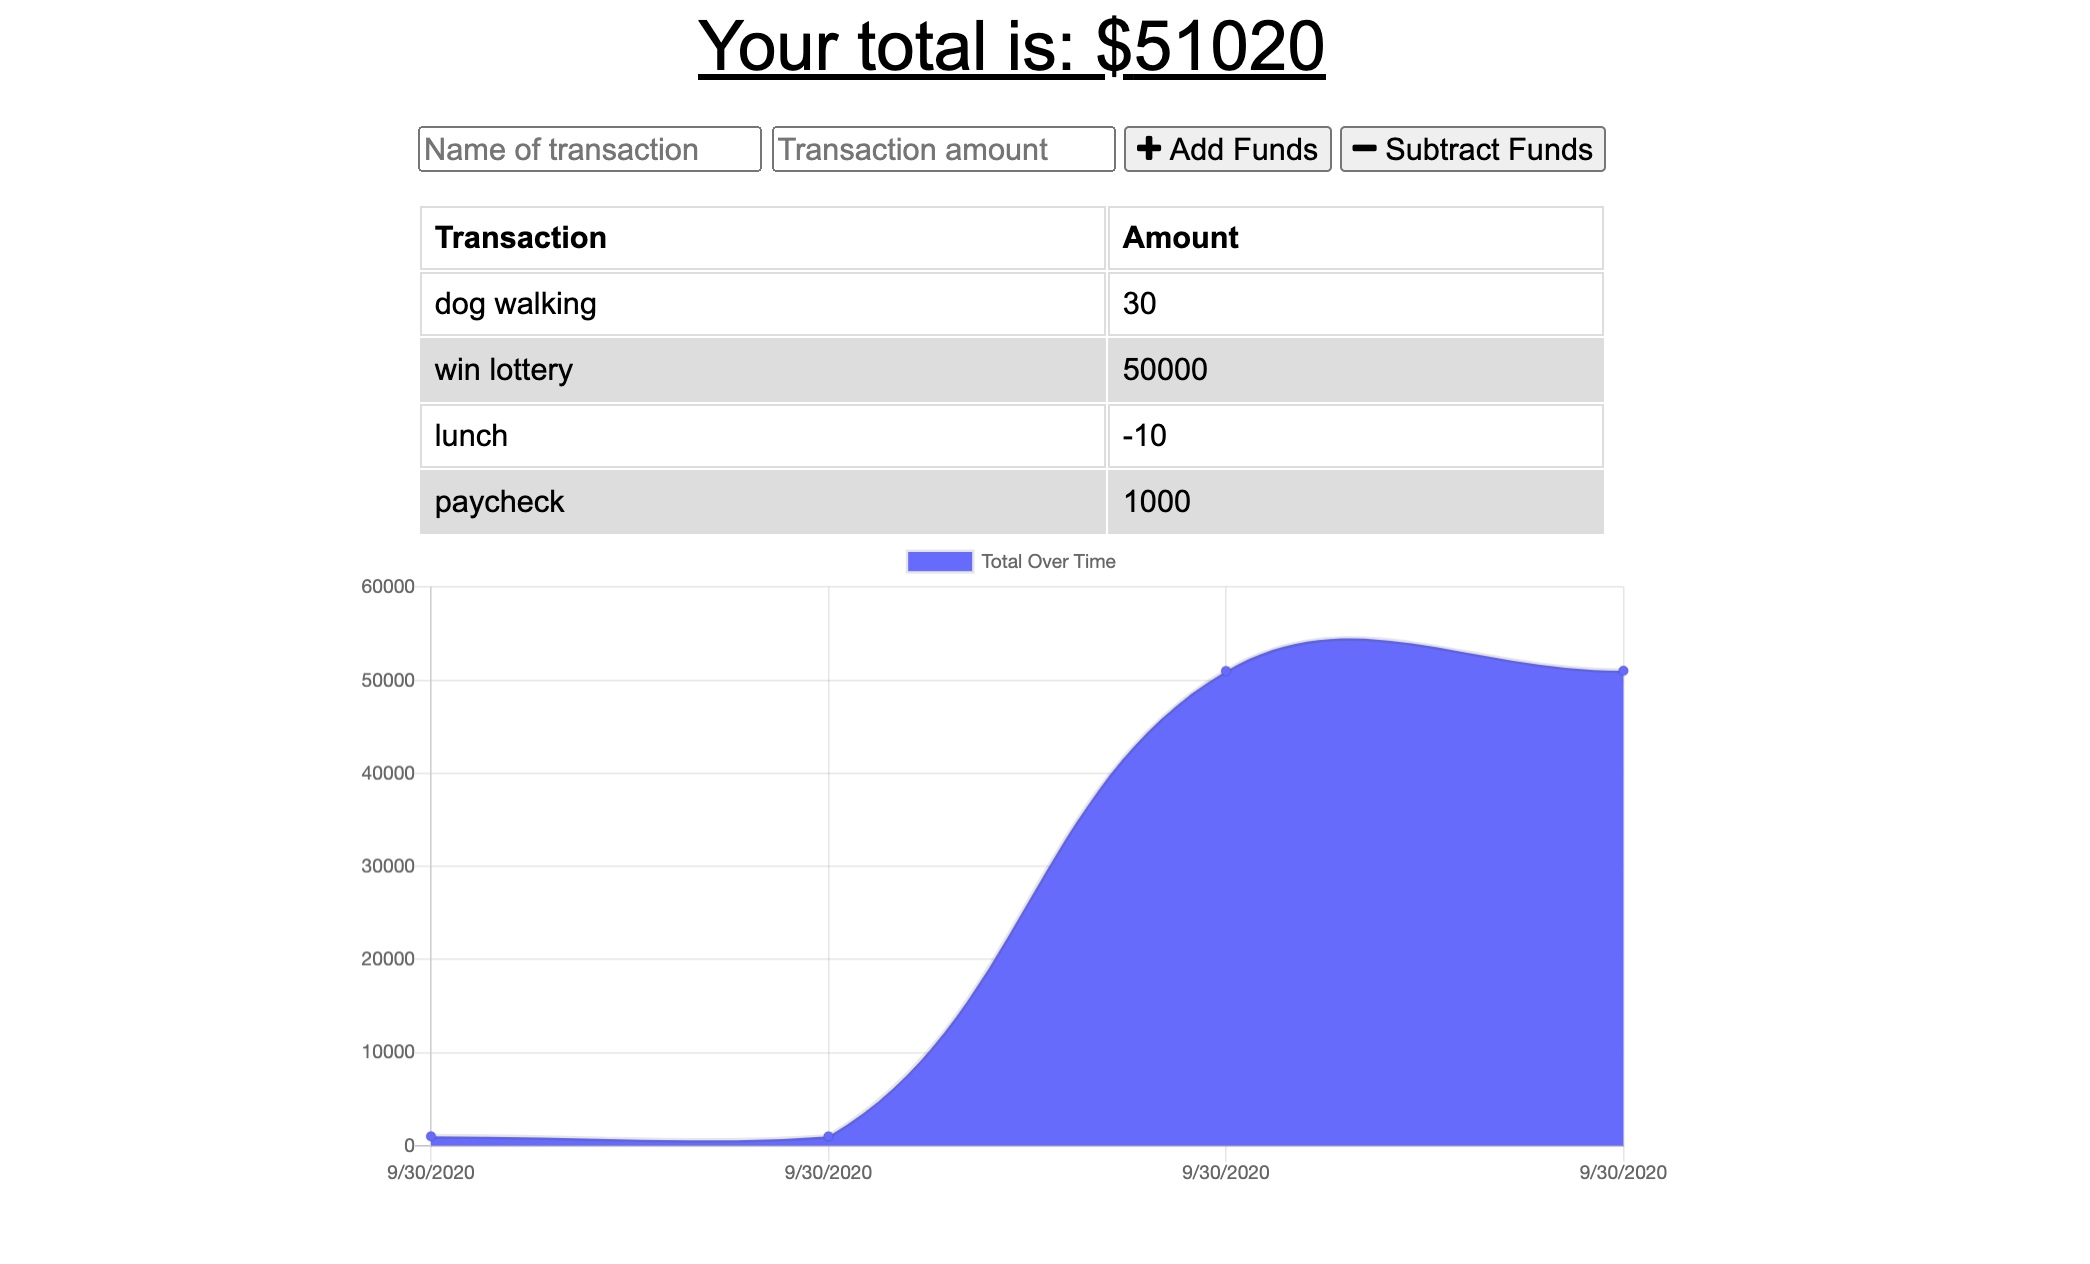 Your total is: $51020
Name of transaction Transaction amount Add Funds Subtract Funds
Transaction Amount
dog walking 30
win lottery 50000
lunch -10
paycheck 1000
Total Over Time
60000
50000
40000
30000
20000
10000
0
9/30/2020 9/30/2020 9/30/2020 9/30/2020